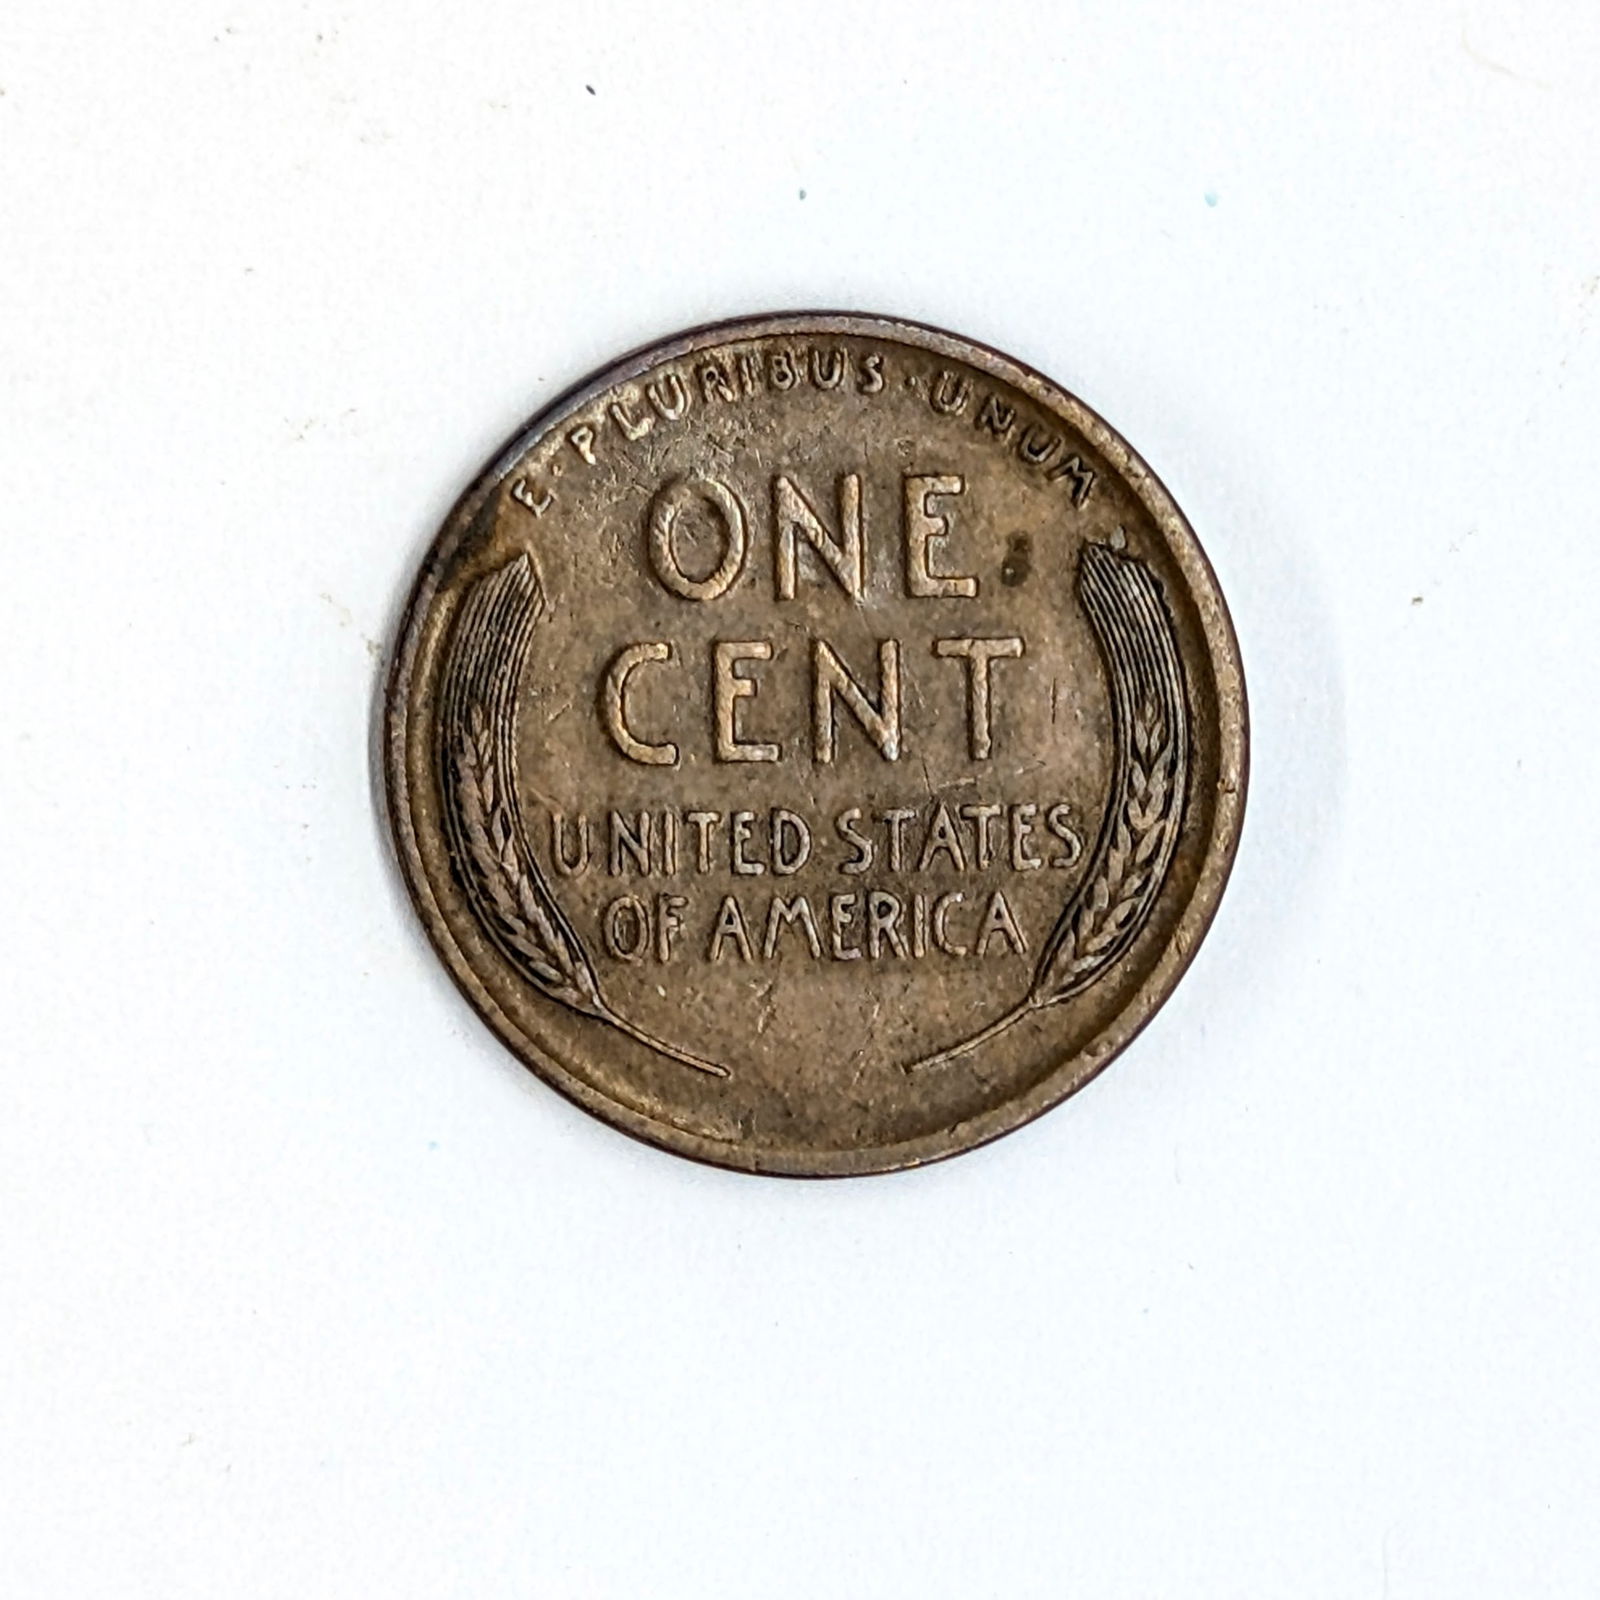 E · PLURIBUS · UNUM
ONE
CENT
UNITED STATES
OF AMERICA